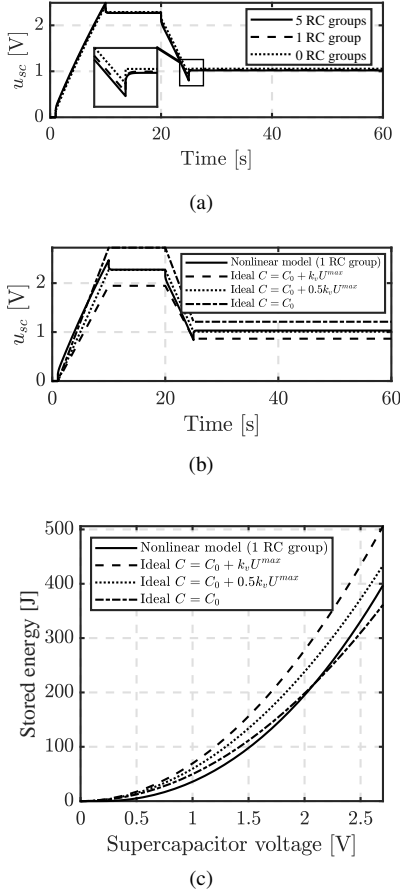 2
1
0
u_{sc} [V]
5 RC groups
1 RC group
0 RC groups
0 20 40 60
Time [s]
(a)
2
1
0
u_{sc} [V]
Nonlinear model (1 RC group)
Ideal C = C_0 + k_v U^{max}
Ideal C = C_0 + 0.5k_v U^{max}
Ideal C = C_0
0 20 40 60
Time [s]
(b)
500
400
300
200
100
0
Stored energy [J]
Nonlinear model (1 RC group)
Ideal C = C_0 + k_v U^{max}
Ideal C = C_0 + 0.5k_v U^{max}
Ideal C = C_0
0 0.5 1 1.5 2 2.5
Supercapacitor voltage [V]
(c)